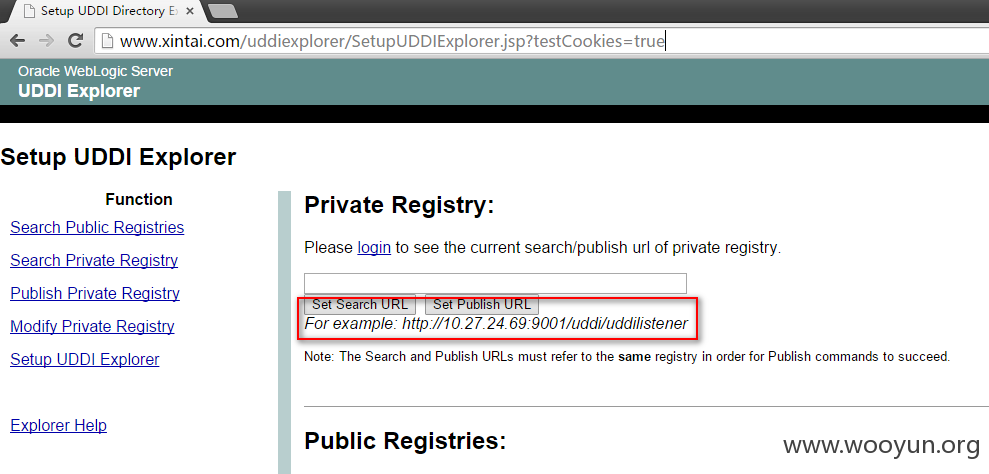 Setup UDDI Directory Ex
www.xintai.com/uddiexplorer/SetupUDDIExplorer.jsp?testCookies=true
Oracle WebLogic Server
UDDI Explorer
Setup UDDI Explorer
Function
Search Public Registries
Search Private Registry
Publish Private Registry
Modify Private Registry
Setup UDDI Explorer
Explorer Help
Private Registry:
Please login to see the current search/publish url of private registry.
Set Search URL Set Publish URL
For example: http://10.27.24.69:9001/uddi/uddilistener
Note: The Search and Publish URLs must refer to the same registry in order for Publish commands to succeed.
Public Registries:
www.wooyun.org